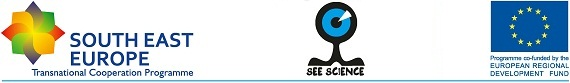 SOUTH EAST
EUROPE
Transnational Cooperation Programme
SEE SCIENCE
Programme co-funded by the
EUROPEAN REGIONAL
DEVELOPMENT FUND